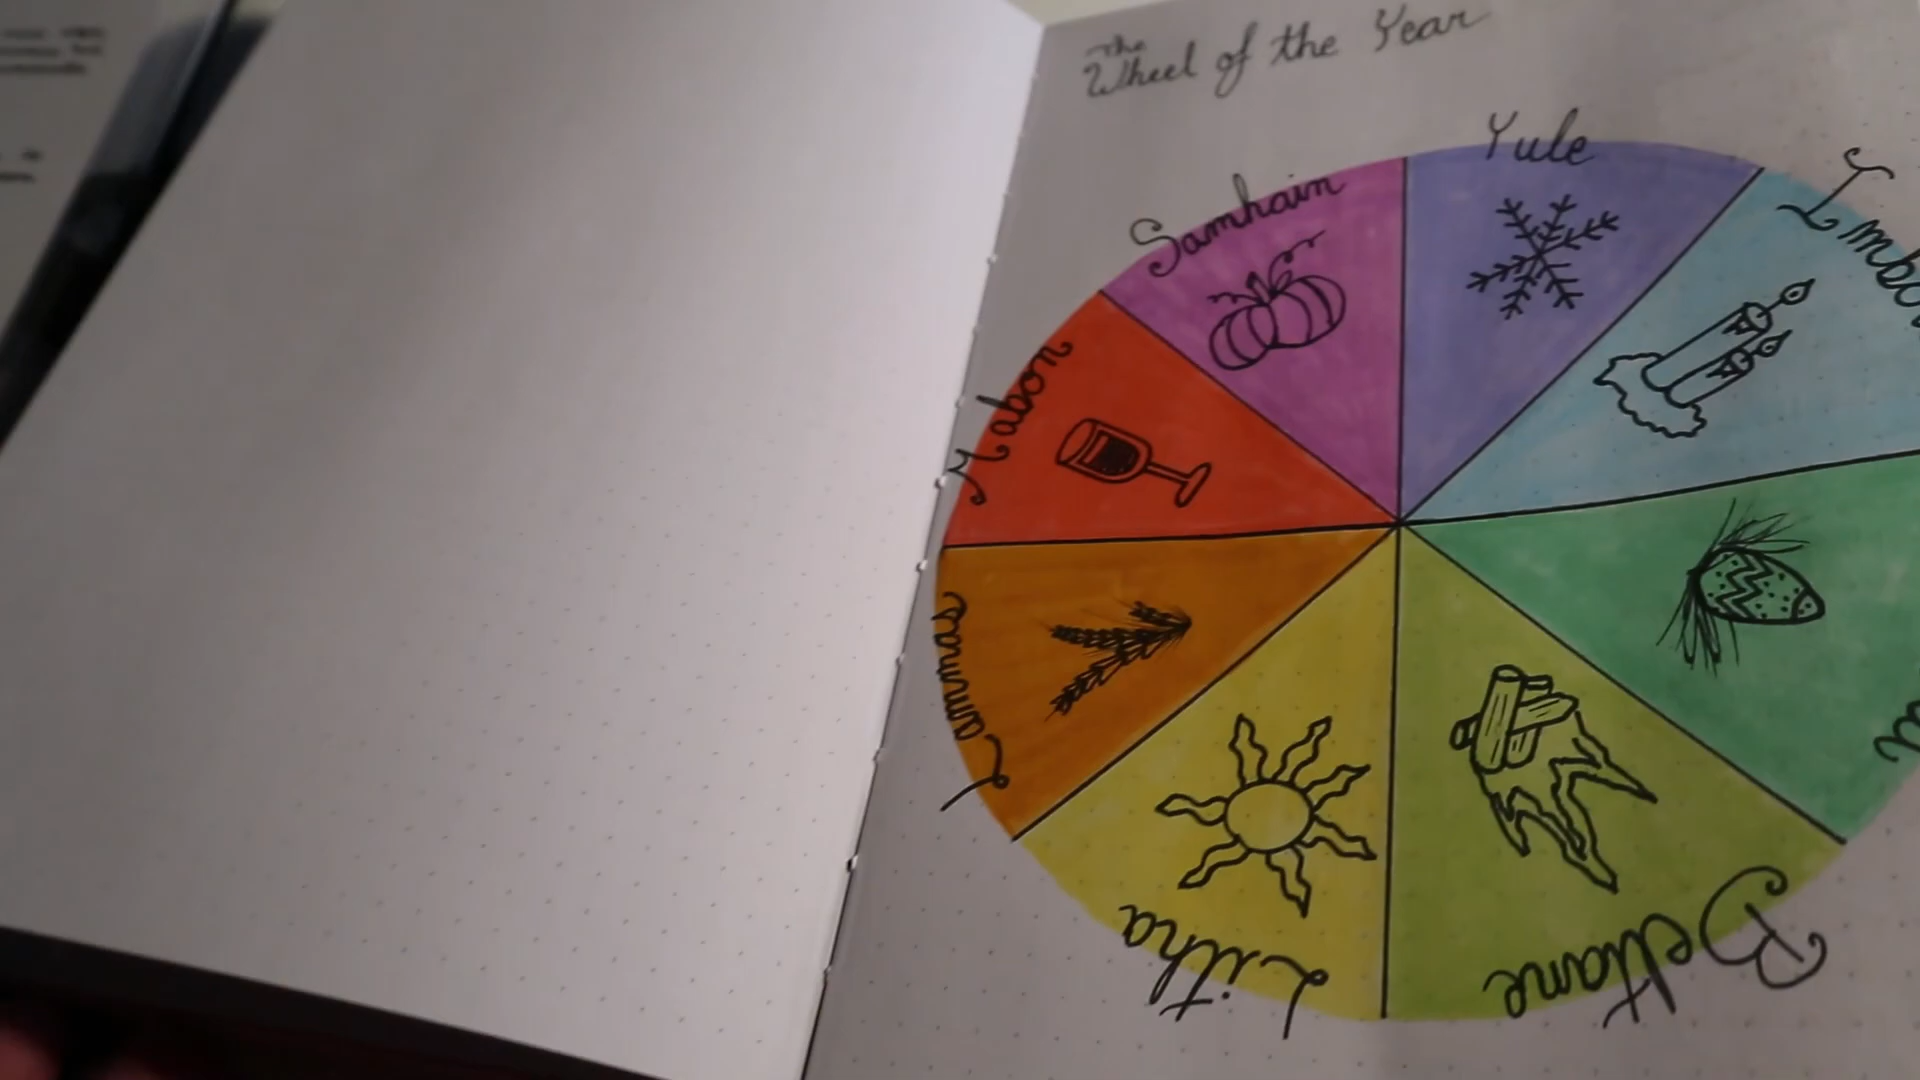 The
Wheel of the Year
Yule
Samhain
Mabon
Lammas
Litha
Beltane